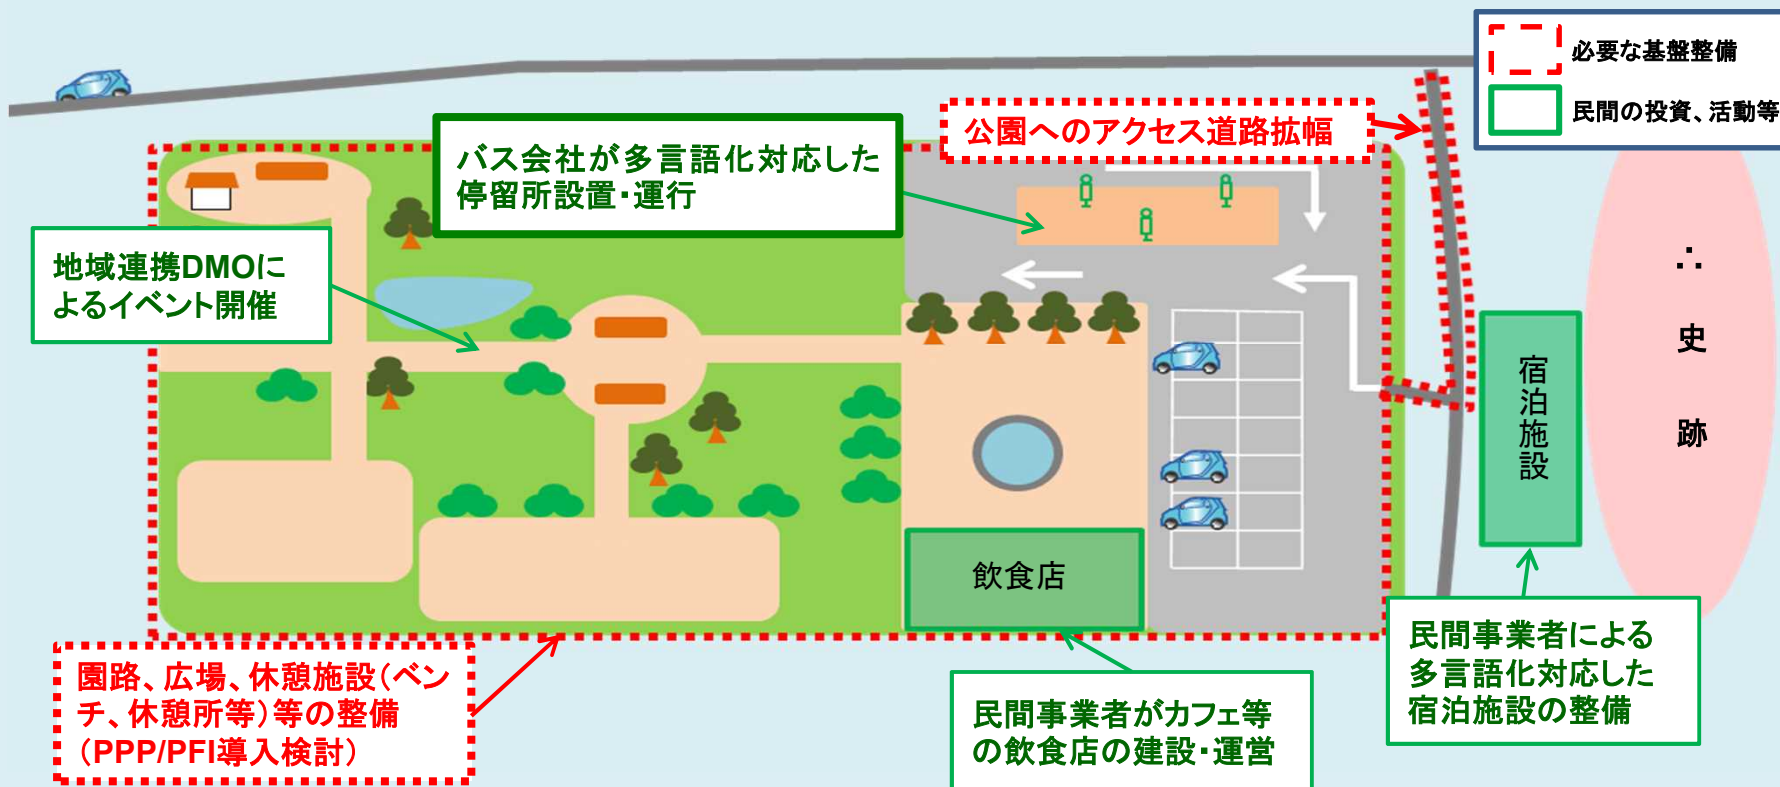 必要な基盤整備
民間の投資、活動等
公園へのアクセス道路拡幅
バス会社が多言語化対応した
停留所設置・運行
地域連携DMOに
よるイベント開催
∴
史
跡
宿泊施設
飲食店
園路、広場、休憩施設(ベン
チ、休憩所等)等の整備
(PPP/PFI導入検討)
民間事業者がカフェ等
の飲食店の建設・運営
民間事業者による
多言語化対応した
宿泊施設の整備